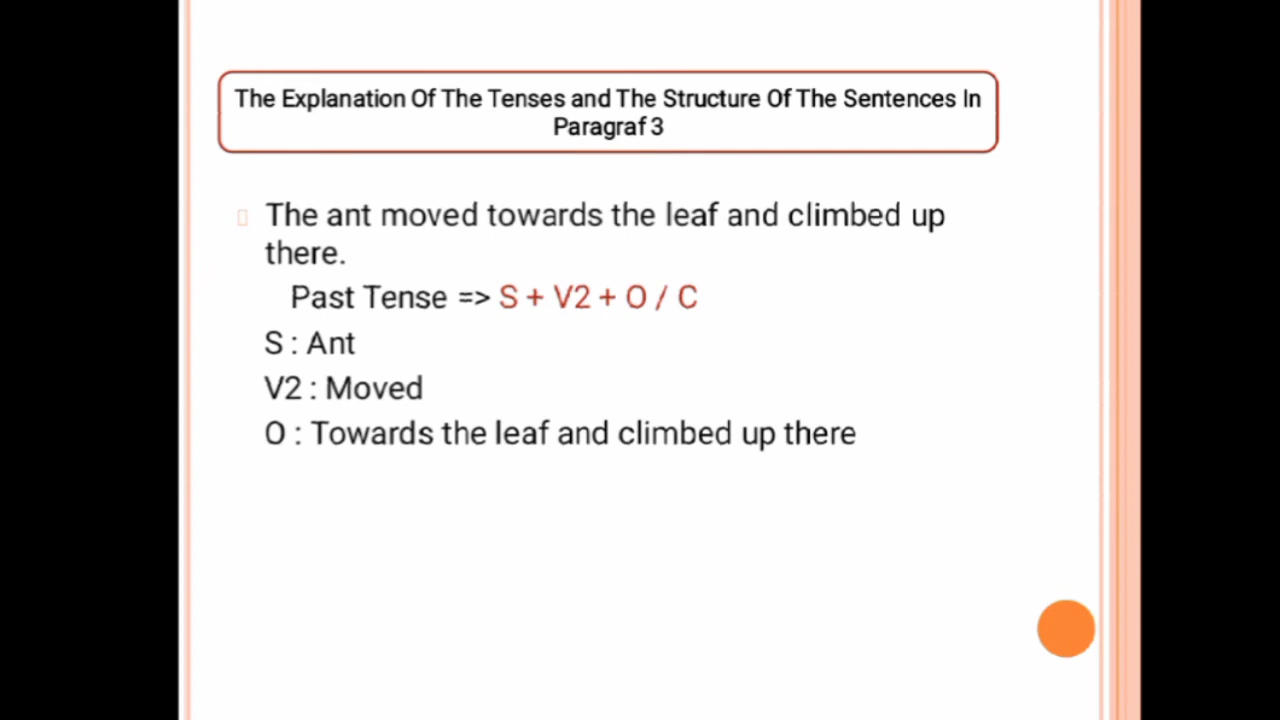 The Explanation Of The Tenses and The Structure Of The Sentences In
Paragraf 3
The ant moved towards the leaf and climbed up
there.
Past Tense => S + V2 + O / C
S : Ant
V2 : Moved
O : Towards the leaf and climbed up there